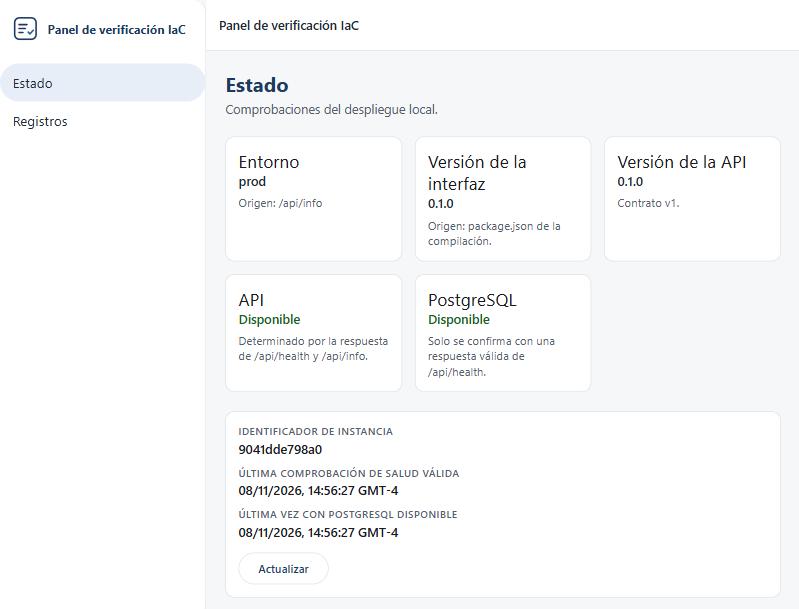 Panel de verificación IaC
Panel de verificación IaC
Estado
Registros
Estado
Comprobaciones del despliegue local.
Entorno
prod
Origen: /api/info
Versión de la
interfaz
0.1.0
Origen: package.json de la
compilación.
Versión de la API
0.1.0
Contrato v1.
API
Disponible
Determinado por la respuesta
de /api/health y /api/info.
PostgreSQL
Disponible
Solo se confirma con una
respuesta válida de
/api/health.
IDENTIFICADOR DE INSTANCIA
9041dde798a0
ÚLTIMA COMPROBACIÓN DE SALUD VÁLIDA
08/11/2026, 14:56:27 GMT-4
ÚLTIMA VEZ CON POSTGRESQL DISPONIBLE
08/11/2026, 14:56:27 GMT-4
Actualizar